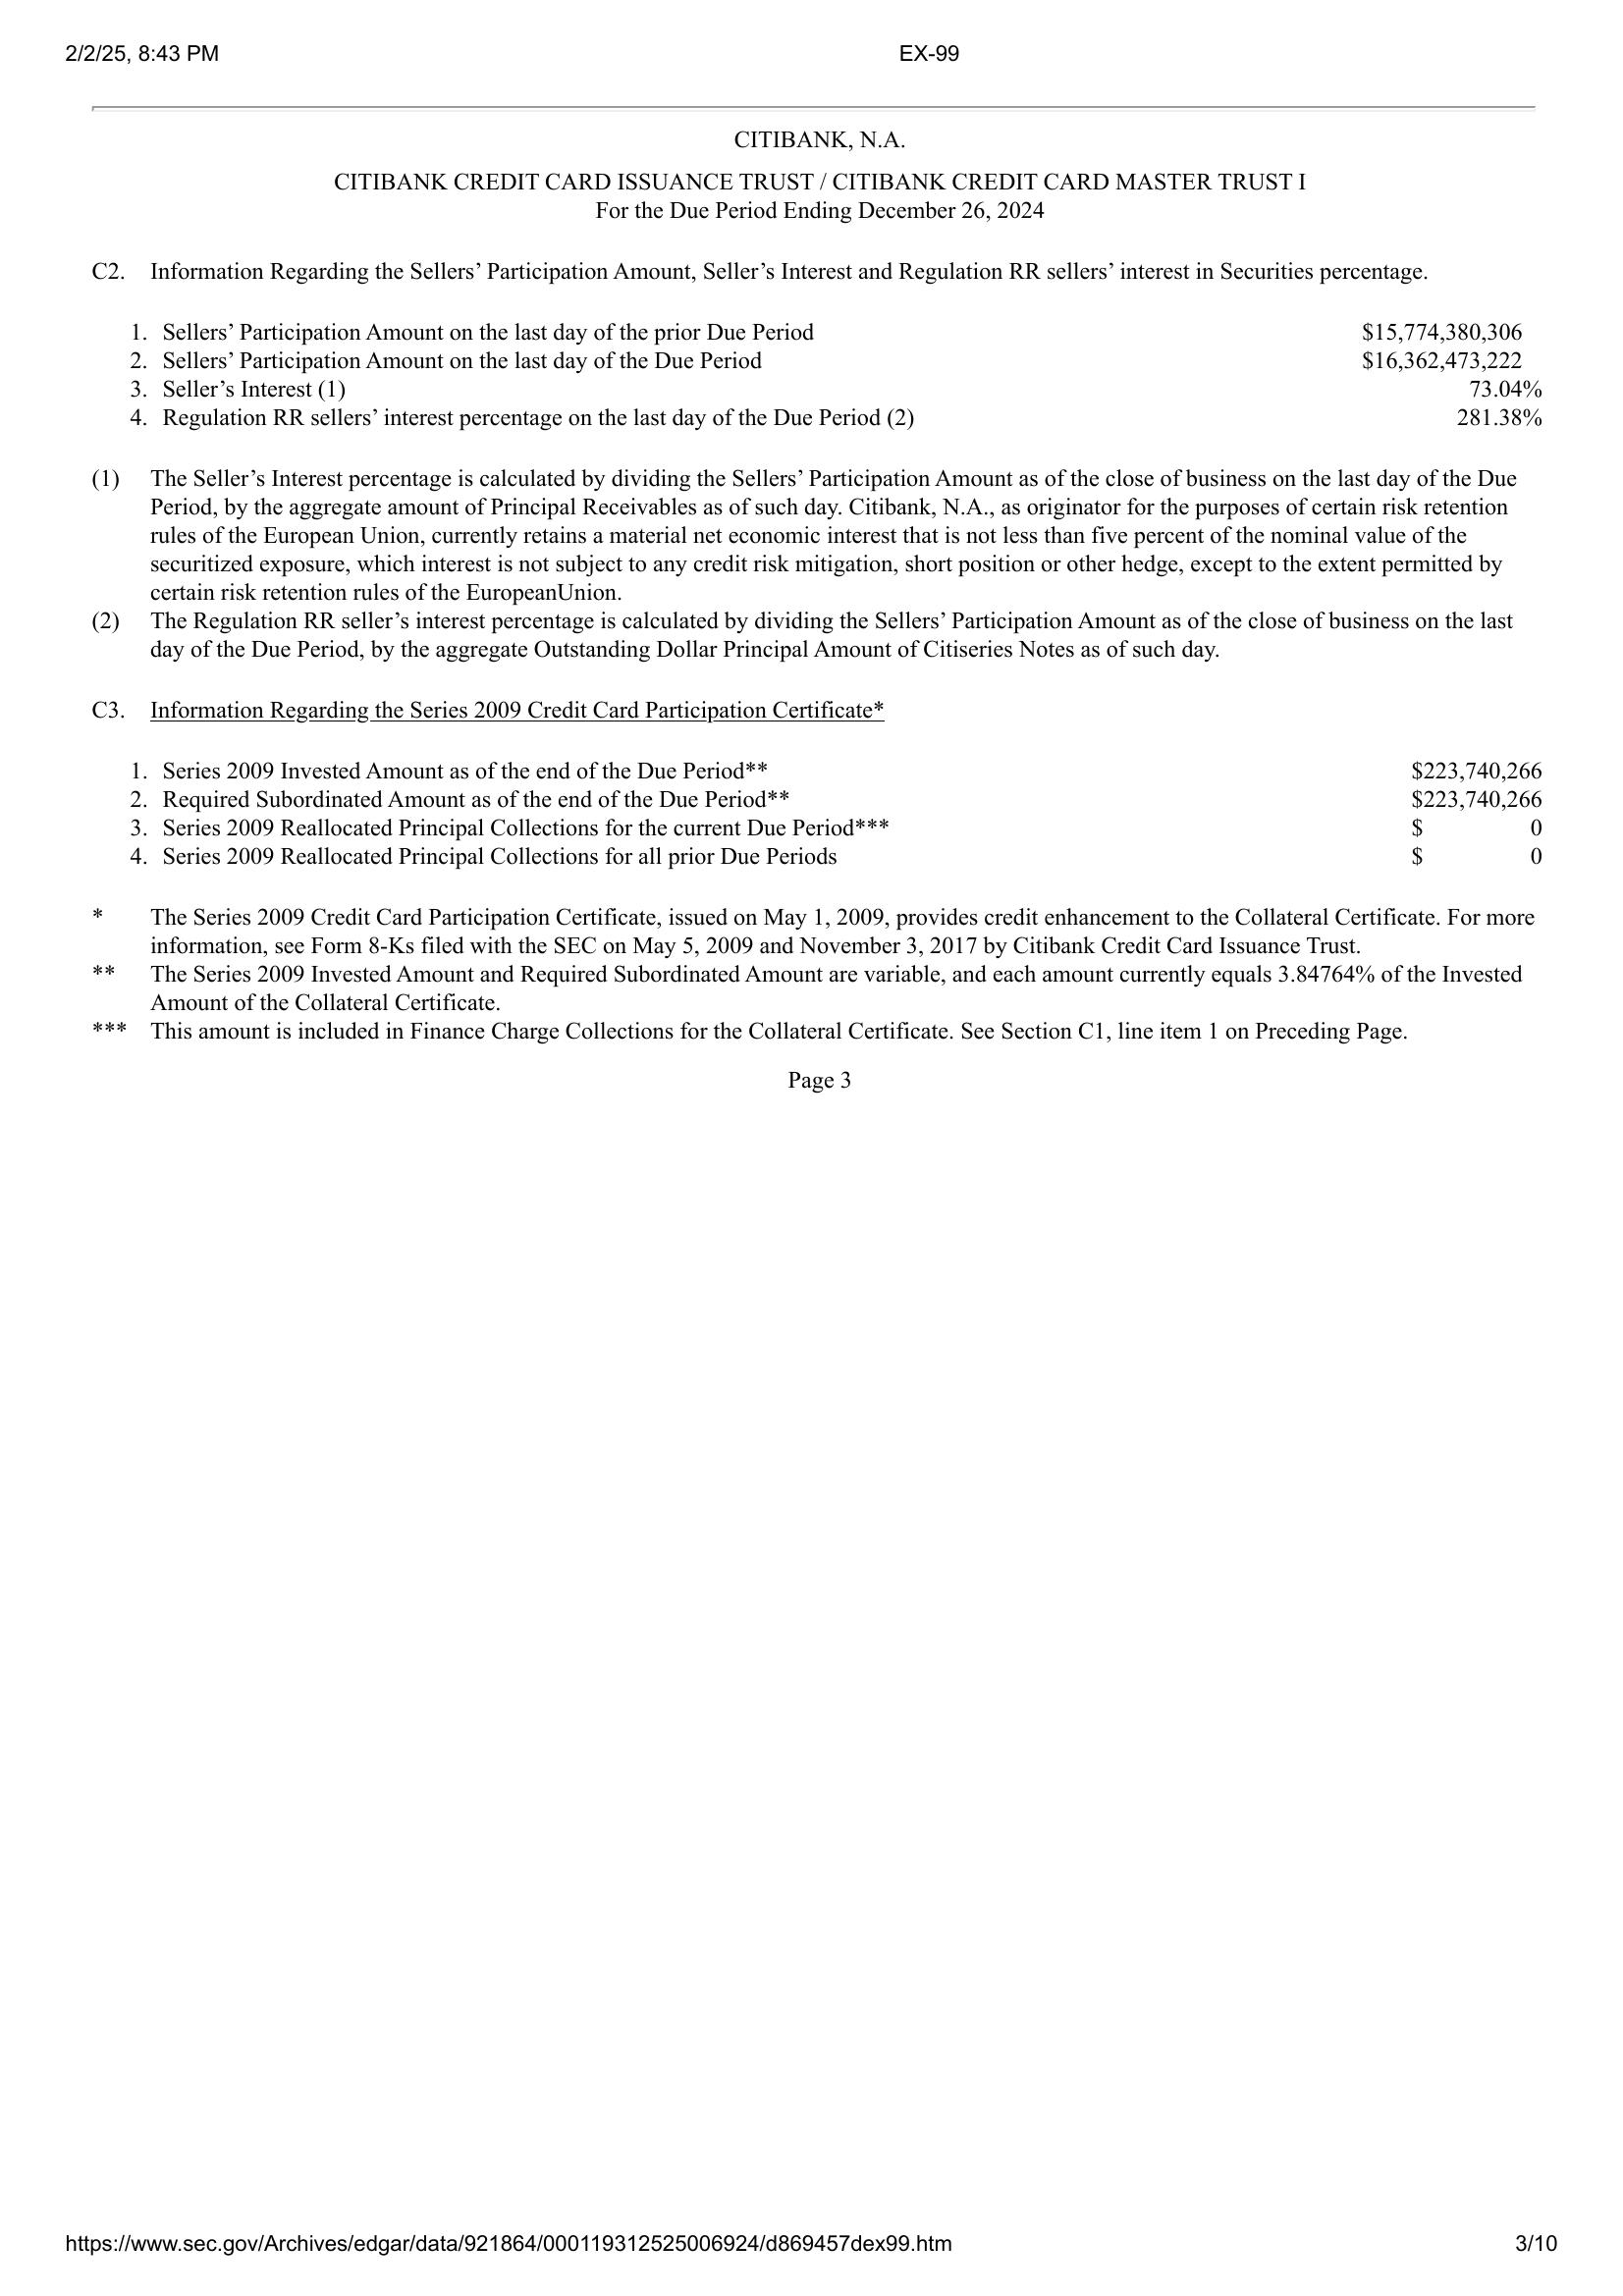 2/2/25, 8:43 PM EX-99
CITIBANK, N.A.
CITIBANK CREDIT CARD ISSUANCE TRUST / CITIBANK CREDIT CARD MASTER TRUST I
For the Due Period Ending December 26, 2024
C2. Information Regarding the Sellers’ Participation Amount, Seller’s Interest and Regulation RR sellers’ interest in Securities percentage.
1. Sellers’ Participation Amount on the last day of the prior Due Period $15,774,380,306
2. Sellers’ Participation Amount on the last day of the Due Period $16,362,473,222
3. Seller’s Interest (1) 73.04%
4. Regulation RR sellers’ interest percentage on the last day of the Due Period (2) 281.38%
(1) The Seller’s Interest percentage is calculated by dividing the Sellers’ Participation Amount as of the close of business on the last day of the Due
Period, by the aggregate amount of Principal Receivables as of such day. Citibank, N.A., as originator for the purposes of certain risk retention
rules of the European Union, currently retains a material net economic interest that is not less than five percent of the nominal value of the
securitized exposure, which interest is not subject to any credit risk mitigation, short position or other hedge, except to the extent permitted by
certain risk retention rules of the EuropeanUnion.
(2) The Regulation RR seller’s interest percentage is calculated by dividing the Sellers’ Participation Amount as of the close of business on the last
day of the Due Period, by the aggregate Outstanding Dollar Principal Amount of Citiseries Notes as of such day.
C3. Information Regarding the Series 2009 Credit Card Participation Certificate*
1. Series 2009 Invested Amount as of the end of the Due Period** $223,740,266
2. Required Subordinated Amount as of the end of the Due Period** $223,740,266
3. Series 2009 Reallocated Principal Collections for the current Due Period*** $ 0
4. Series 2009 Reallocated Principal Collections for all prior Due Periods $ 0
* The Series 2009 Credit Card Participation Certificate, issued on May 1, 2009, provides credit enhancement to the Collateral Certificate. For more
information, see Form 8-Ks filed with the SEC on May 5, 2009 and November 3, 2017 by Citibank Credit Card Issuance Trust.
** The Series 2009 Invested Amount and Required Subordinated Amount are variable, and each amount currently equals 3.84764% of the Invested
Amount of the Collateral Certificate.
*** This amount is included in Finance Charge Collections for the Collateral Certificate. See Section C1, line item 1 on Preceding Page.
Page 3
https://www.sec.gov/Archives/edgar/data/921864/000119312525006924/d869457dex99.htm 3/10